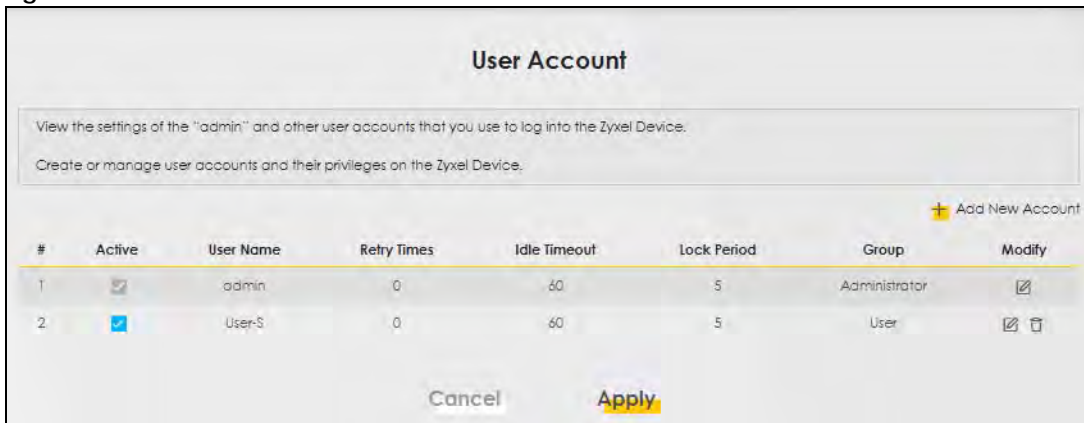 User Account
View the settings of the "admin" and other user accounts that you use to log into the Zyxel Device.
Create or manage user accounts and their privileges on the Zyxel Device.
+ Add New Account
# Active User Name Retry Times Idle Timeout Lock Period Group Modify
1 admin 0 60 5 Administrator
2 User-S 0 60 5 User
Cancel Apply